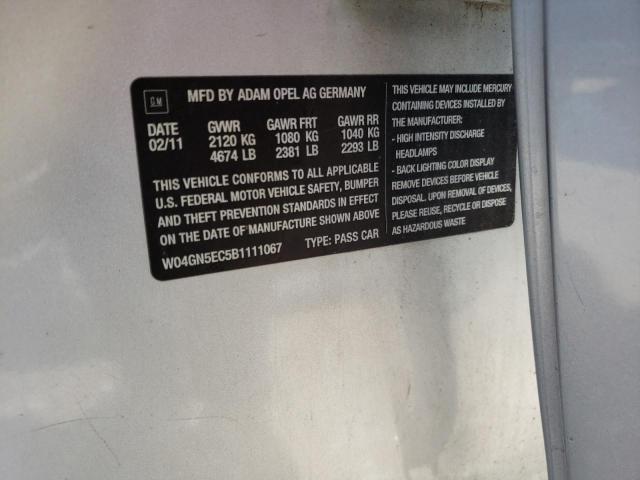 GM
MFD BY ADAM OPEL AG GERMANY
DATE GVWR GAWR FRT GAWR RR
02/11 2120 KG 1080 KG 1040 KG
4674 LB 2381 LB 2293 LB
THIS VEHICLE CONFORMS TO ALL APPLICABLE
U.S. FEDERAL MOTOR VEHICLE SAFETY, BUMPER
AND THEFT PREVENTION STANDARDS IN EFFECT
ON THE DATE OF MANUFACTURE SHOWN ABOVE
W04GN5EC5B1111067 TYPE: PASS CAR
THIS VEHICLE MAY INCLUDE MERCURY
CONTAINING DEVICES INSTALLED BY
THE MANUFACTURER:
- HIGH INTENSITY DISCHARGE
HEADLAMPS
- BACK LIGHTING COLOR DISPLAY
REMOVE DEVICES BEFORE VEHICLE
DISPOSAL. UPON REMOVAL OF DEVICES,
PLEASE REUSE, RECYCLE OR DISPOSE
AS HAZARDOUS WASTE